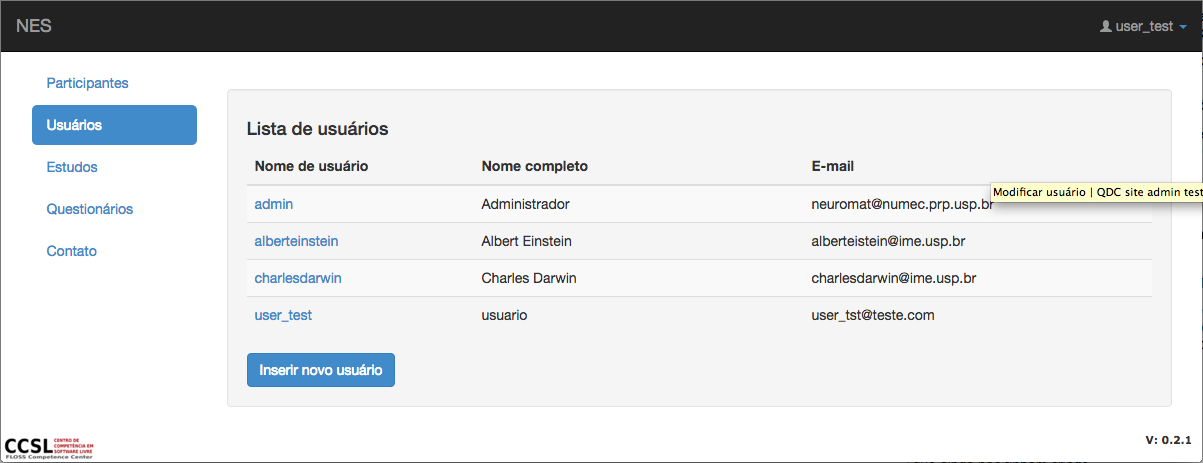 NES
user_test
Participantes
Usuários
Estudos
Questionários
Contato
Lista de usuários
Nome de usuário Nome completo E-mail
Modificar usuário | QDC site admin test
admin Administrador neuromat@numec.prp.usp.br
alberteinstein Albert Einstein alberteistein@ime.usp.br
charlesdarwin Charles Darwin charlesdarwin@ime.usp.br
user_test usuario user_tst@teste.com
Inserir novo usuário
CCSL CENTRO DE
COMPETÊNCIA EM
SOFTWARE LIVRE
FLOSS Competence Center
V: 0.2.1